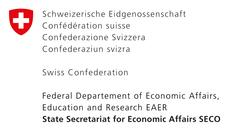 Schweizerische Eidgenossenschaft
Confédération suisse
Confederazione Svizzera
Confederaziun svizra
Swiss Confederation
Federal Departement of Economic Affairs,
Education and Research EAER
State Secretariat for Economic Affairs SECO